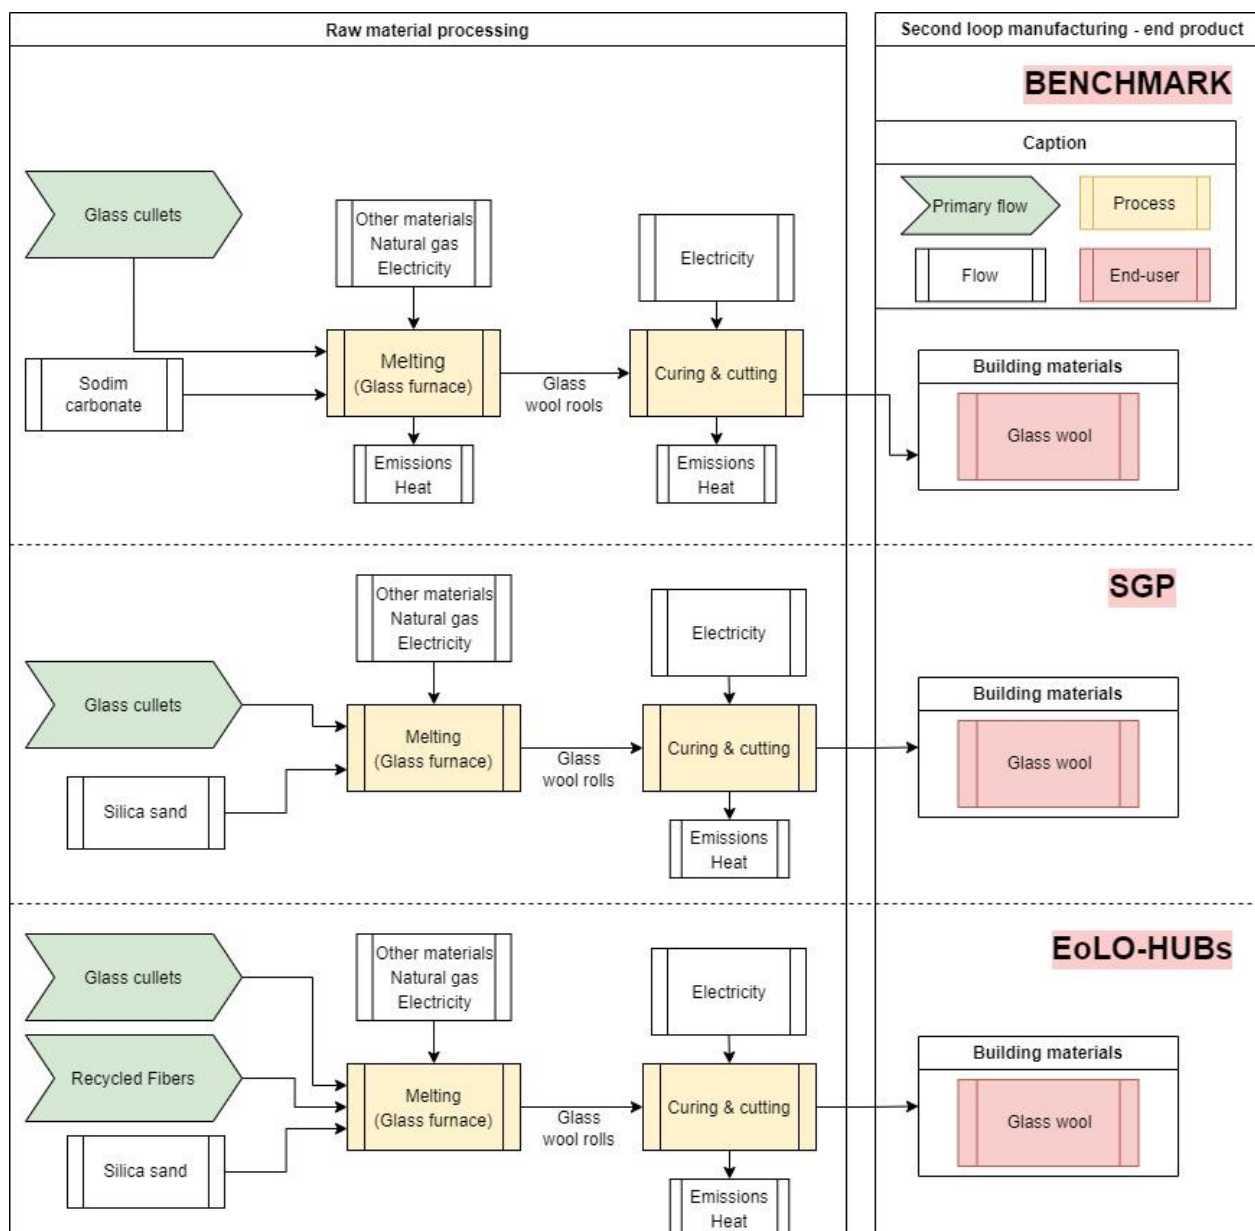 Raw material processing
Second loop manufacturing - end product
BENCHMARK
Caption
Primary flow
Process
Flow
End-user
Glass cullets
Other materials
Natural gas
Electricity
Electricity
Sodim
carbonate
Melting
(Glass furnace)
Glass
wool rools
Curing & cutting
Emissions
Heat
Emissions
Heat
Building materials
Glass wool
SGP
Other materials
Natural gas
Electricity
Electricity
Glass cullets
Silica sand
Melting
(Glass furnace)
Glass
wool rolls
Curing & cutting
Emissions
Heat
Building materials
Glass wool
EoLO-HUBs
Other materials
Natural gas
Electricity
Electricity
Glass cullets
Recycled Fibers
Silica sand
Melting
(Glass furnace)
Glass
wool rolls
Curing & cutting
Emissions
Heat
Building materials
Glass wool